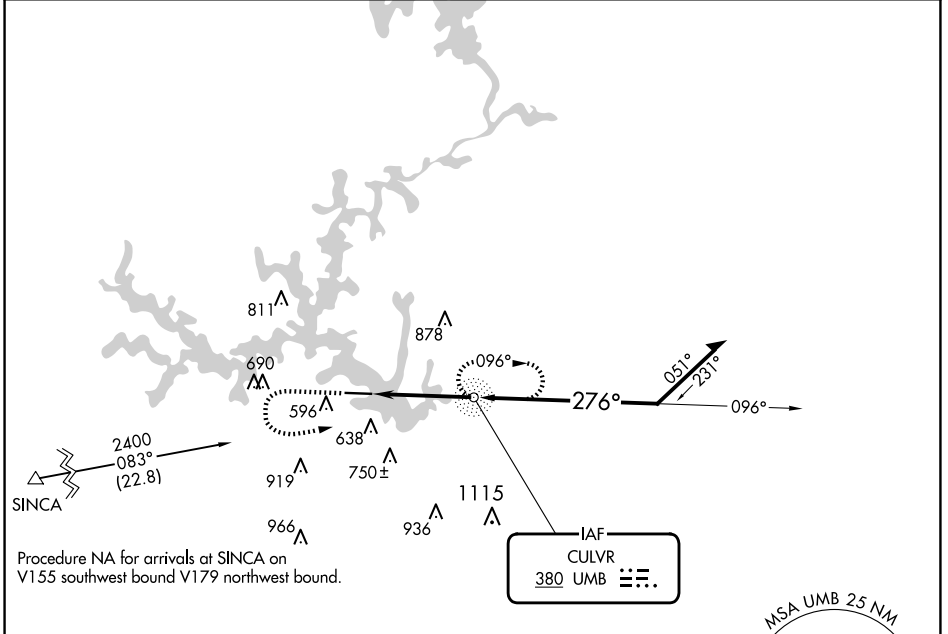 811
878
690
096°
051°
231°
596
276°
096°
638
2400
083°
(22.8)
919
750±
SINCA
1115
966
936
IAF
CULVR
380 UMB
Procedure NA for arrivals at SINCA on
V155 southwest bound V179 northwest bound.
MSA UMB 25 NM